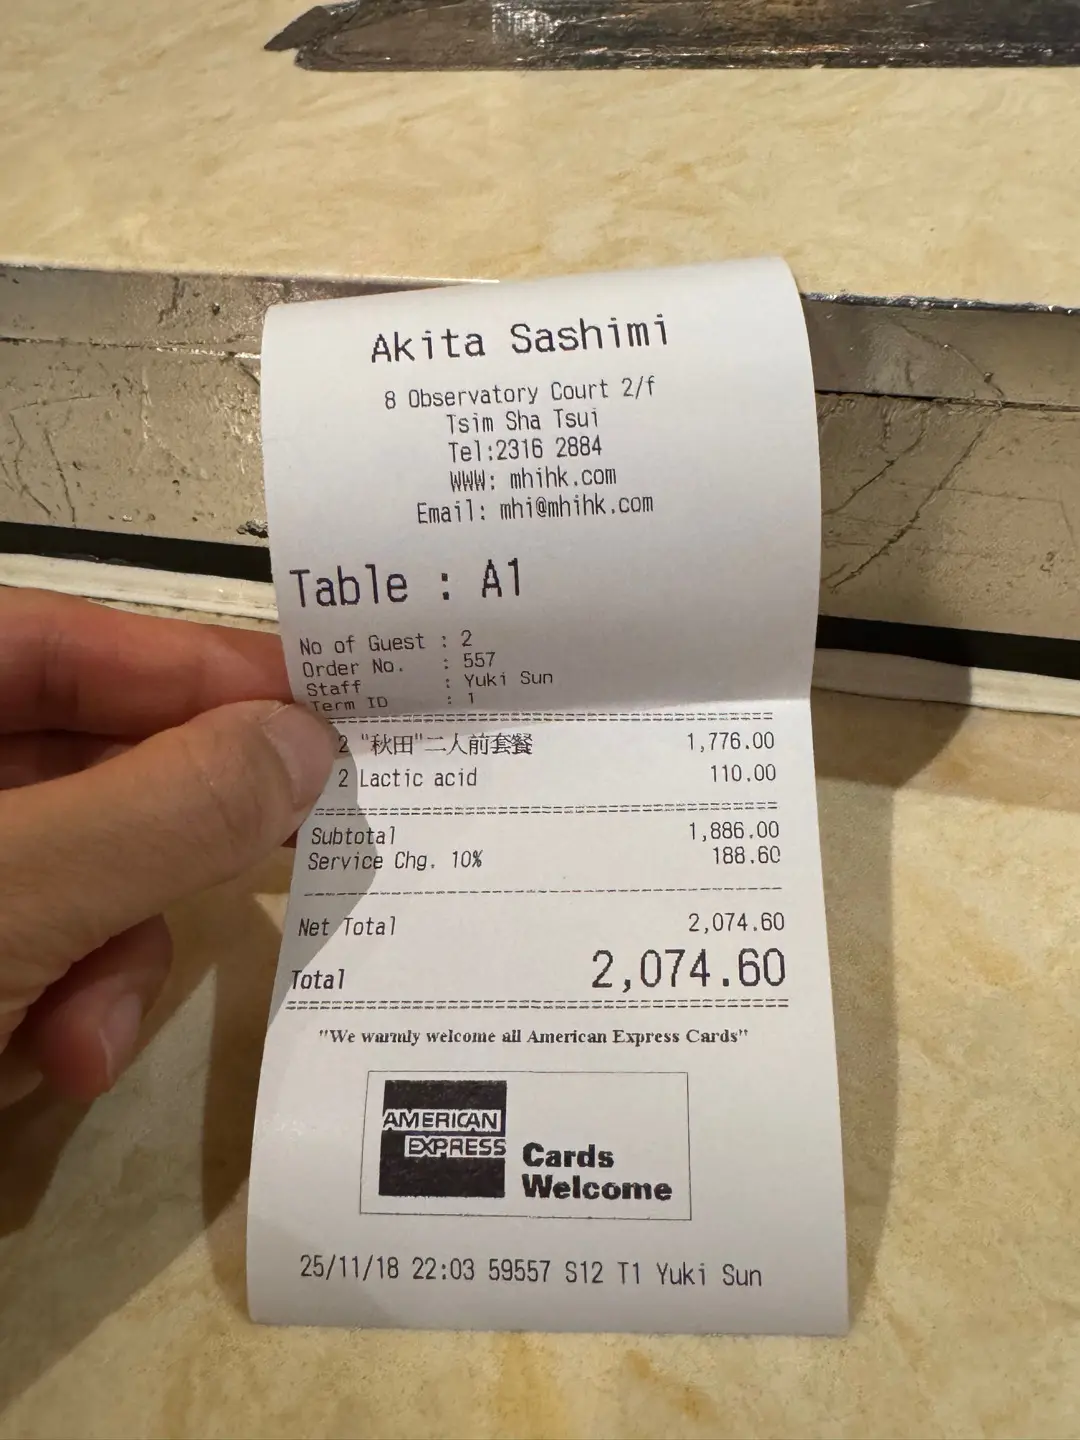 Akita Sashimi
8 Observatory Court 2/f
Tsim Sha Tsui
Tel:2316 2884
WWW: mhihk.com
Email: mhi@mhihk.com
Table : A1
No of Guest : 2
Order No. : 557
Staff : Yuki Sun
Term ID : 1
2 "秋田"二人前套餐 1,776.00
2 Lactic acid 110.00
Subtotal 1,886.00
Service Chg. 10% 188.60
Net Total 2,074.60
Total 2,074.60
"We warmly welcome all American Express Cards"
AMERICAN
EXPRESS
Cards
Welcome
25/11/18 22:03 59557 S12 T1 Yuki Sun